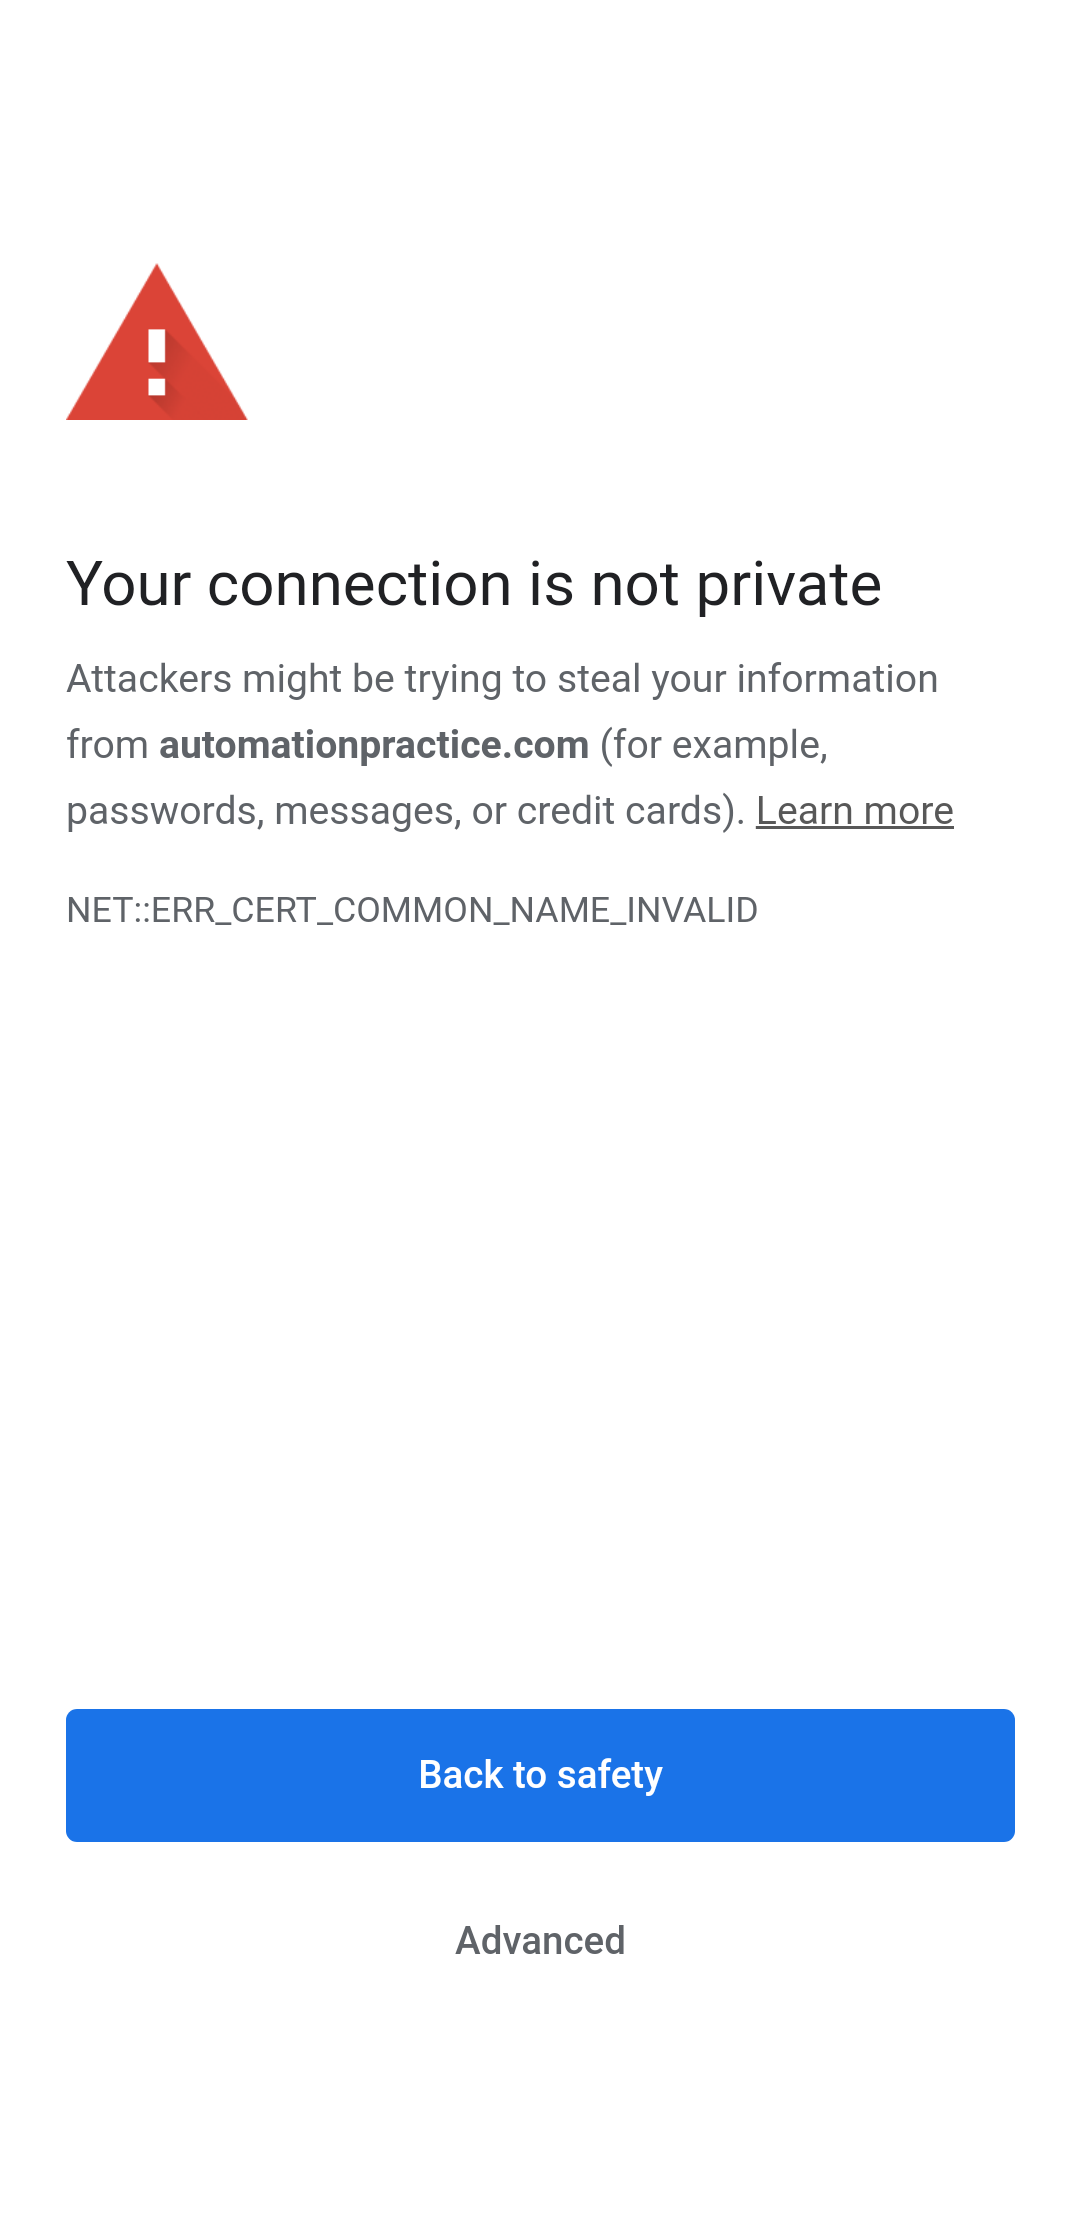 Your connection is not private
Attackers might be trying to steal your information
from automationpractice.com (for example,
passwords, messages, or credit cards). Learn more
NET::ERR_CERT_COMMON_NAME_INVALID
Back to safety
Advanced